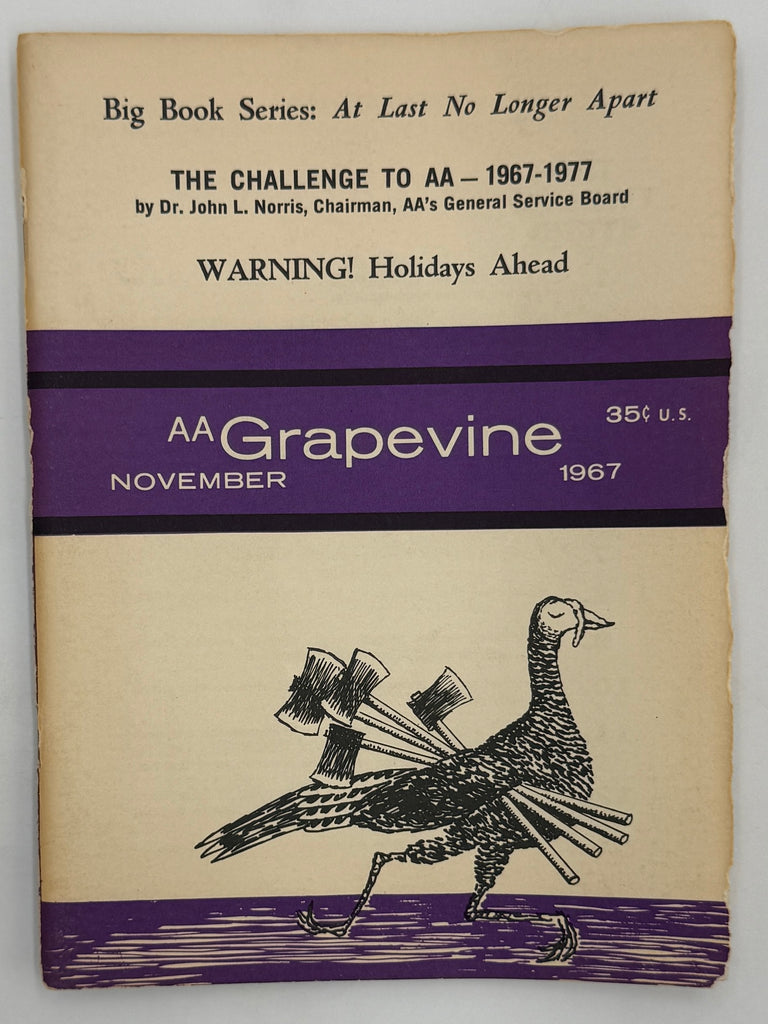 Big Book Series: At Last No Longer Apart
THE CHALLENGE TO AA — 1967-1977
by Dr. John L. Norris, Chairman, AA's General Service Board
WARNING! Holidays Ahead
35¢ U.S.
AA Grapevine
NOVEMBER 1967